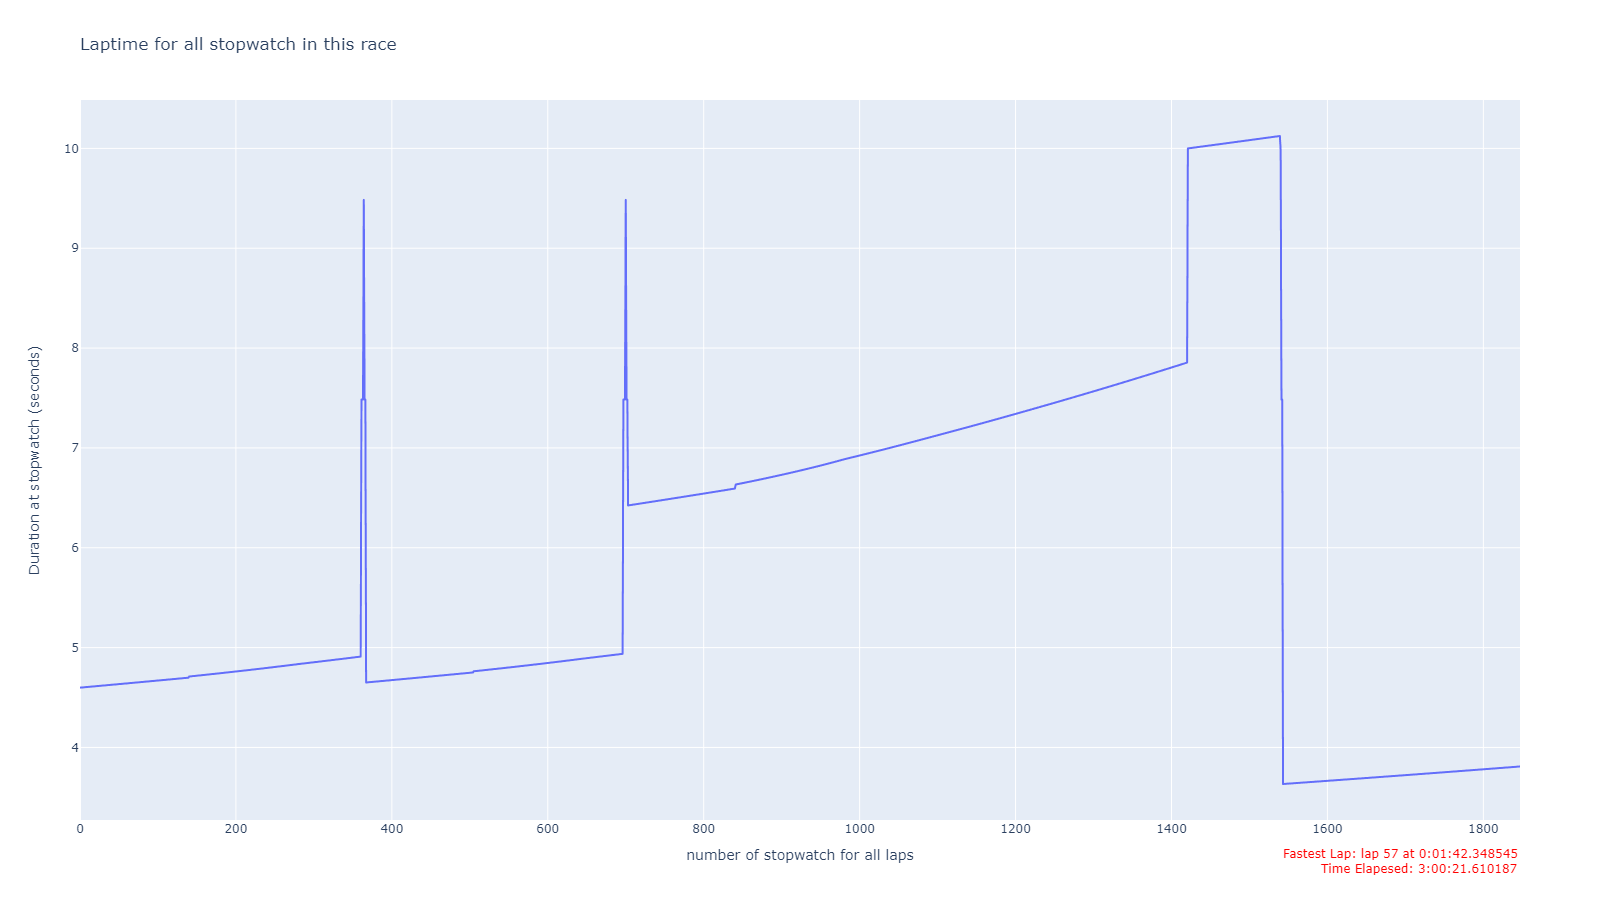 Laptime for all stopwatch in this race
10
9
8
7
6
5
4
Duration at stopwatch (seconds)
0 200 400 600 800 1000 1200 1400 1600 1800
number of stopwatch for all laps
Fastest Lap: lap 57 at 0:01:42.348545
Time Elapesed: 3:00:21.610187